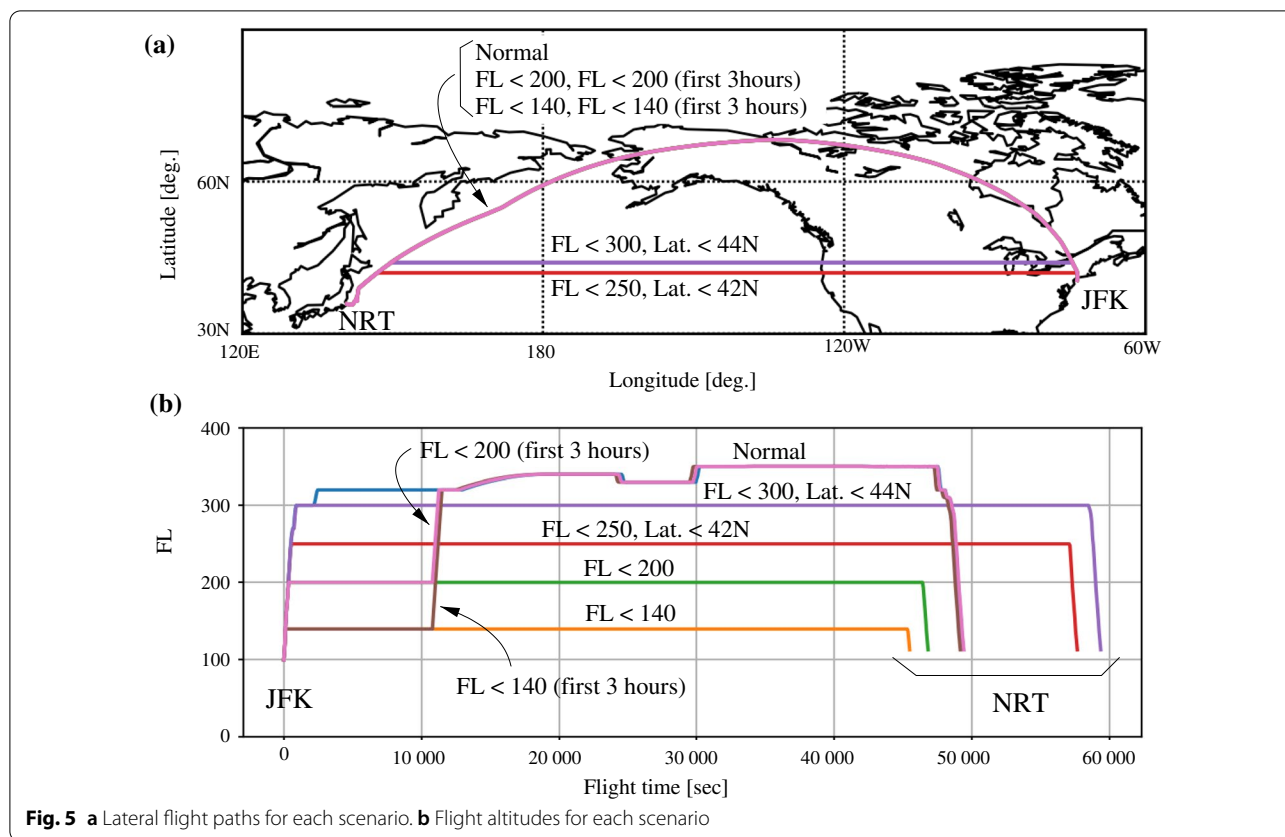 (a)
Normal
FL < 200, FL < 200 (first 3hours)
FL < 140, FL < 140 (first 3 hours)
Latitude [deg.]
60N
30N
FL < 300, Lat. < 44N
FL < 250, Lat. < 42N
NRT
JFK
120E
180
120W
60W
Longitude [deg.]
(b)
FL
400
300
200
100
0
FL < 200 (first 3 hours)
Normal
FL < 300, Lat. < 44N
FL < 250, Lat. < 42N
FL < 200
FL < 140
FL < 140 (first 3 hours)
JFK
NRT
0
10 000
20 000
30 000
40 000
50 000
60 000
Flight time [sec]
Fig. 5 a Lateral flight paths for each scenario. b Flight altitudes for each scenario